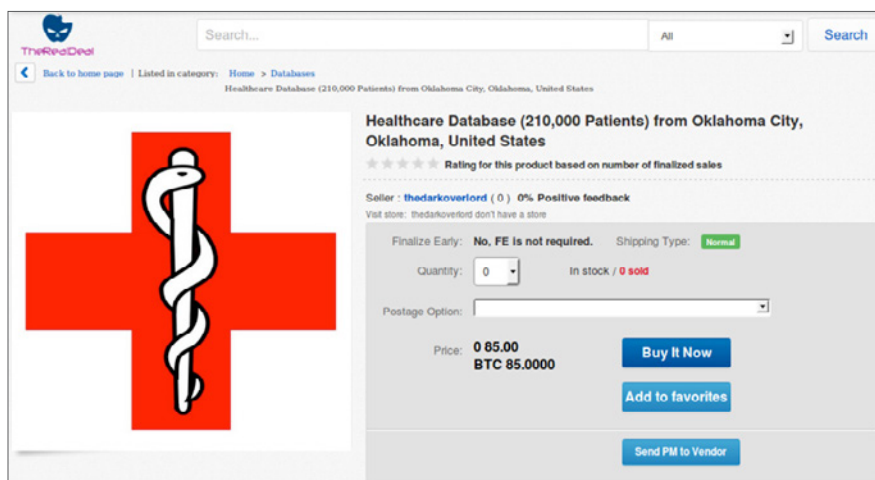 TheRealDeal
Search...
All
Search
Back to home page | Listed in category: Home > Databases
Healthcare Database (210,000 Patients) from Oklahoma City, Oklahoma, United States
Healthcare Database (210,000 Patients) from Oklahoma City,
Oklahoma, United States
Rating for this product based on number of finalized sales
Seller : thedarkoverlord ( 0 ) 0% Positive feedback
Visit store: thedarkoverlord don't have a store
Finalize Early: No, FE is not required. Shipping Type: Normal
Quantity: 0 In stock / 0 sold
Postage Option:
Price: 0 85.00
BTC 85.0000
Buy It Now
Add to favorites
Send PM to Vendor